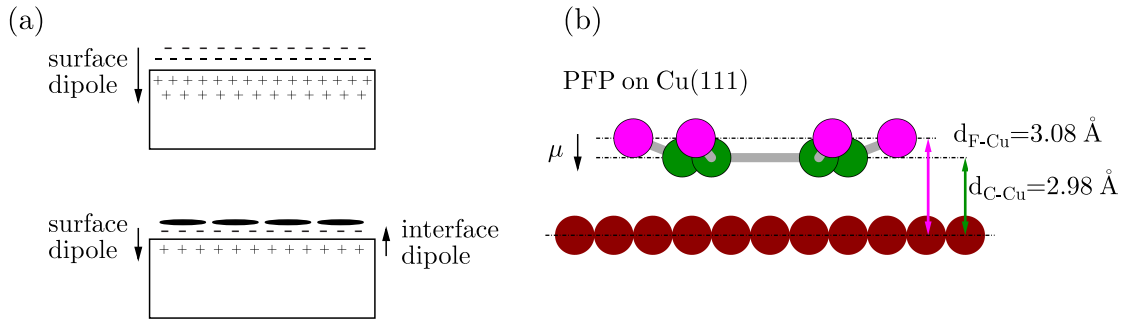 (a)
surface
dipole
surface
dipole
interface
dipole
(b)
PFP on Cu(111)
μ
d_F-Cu=3.08 Å
d_C-Cu=2.98 Å